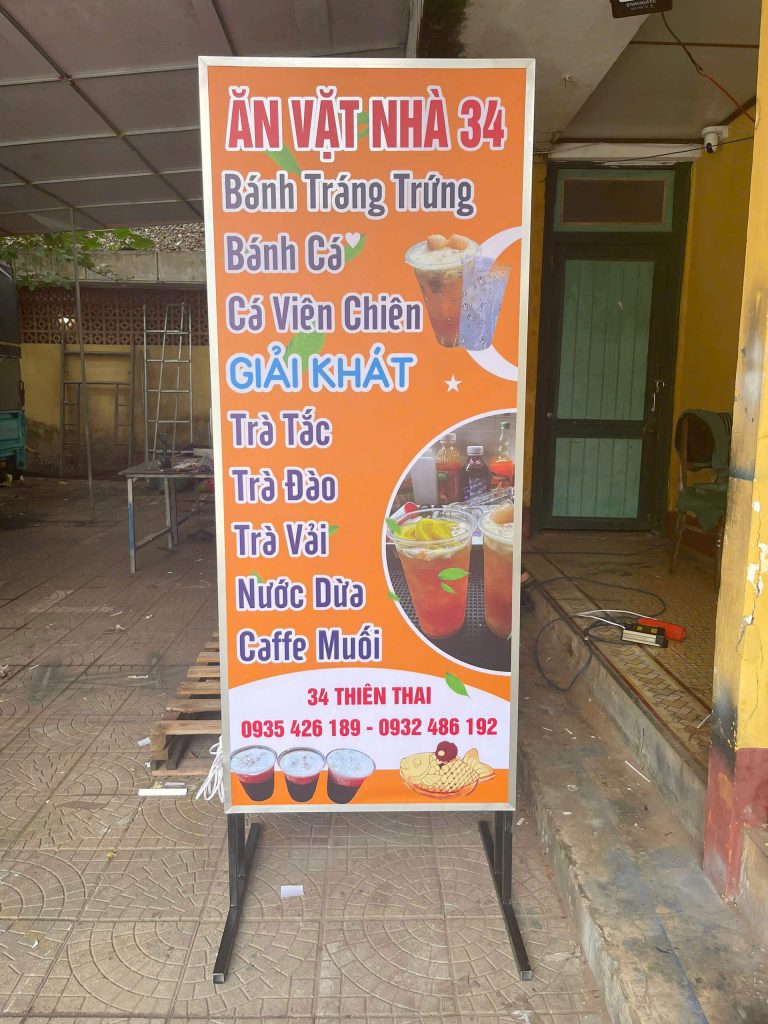 ĂN VẶT NHÀ 34
Bánh Tráng Trứng
Bánh Cá
Cá Viên Chiên
GIẢI KHÁT
Trà Tắc
Trà Đào
Trà Vải
Nước Dừa
Caffe Muối
34 THIÊN THAI
0935 426 189 - 0932 486 192